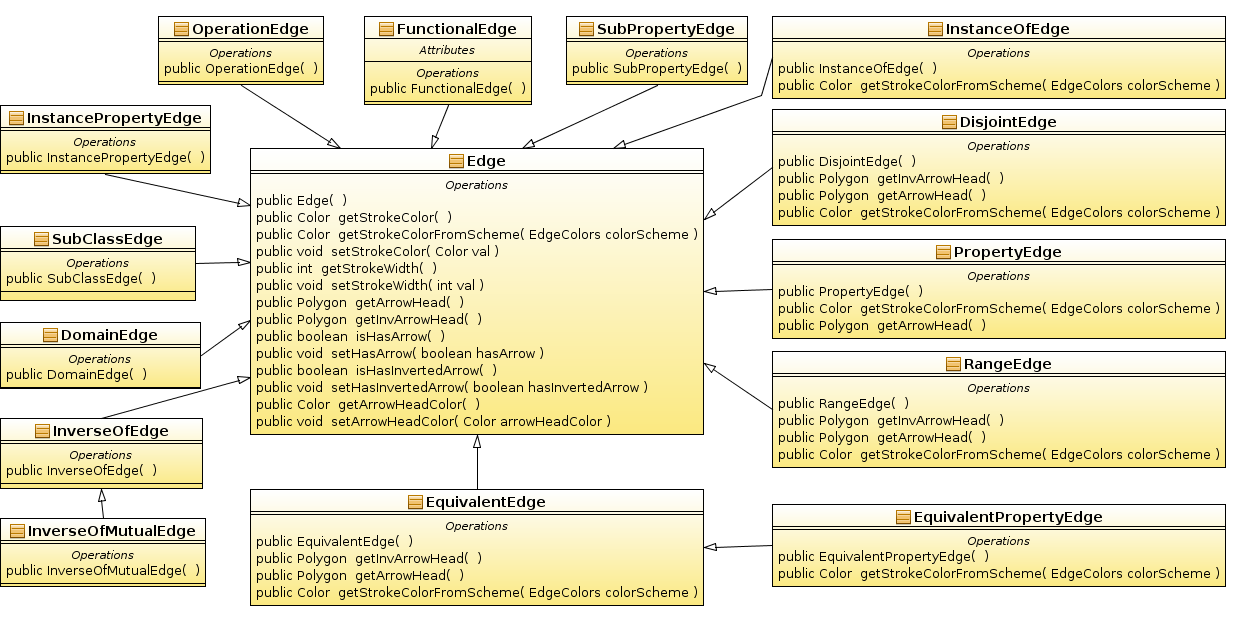 OperationEdge
Operations
public OperationEdge(  )
FunctionalEdge
Attributes
Operations
public FunctionalEdge(  )
SubPropertyEdge
Operations
public SubPropertyEdge(  )
InstanceOfEdge
Operations
public InstanceOfEdge(  )
public Color  getStrokeColorFromScheme( EdgeColors colorScheme )
InstancePropertyEdge
Operations
public InstancePropertyEdge(  )
DisjointEdge
Operations
public DisjointEdge(  )
public Polygon  getInvArrowHead(  )
public Polygon  getArrowHead(  )
public Color  getStrokeColorFromScheme( EdgeColors colorScheme )
Edge
Operations
public Edge(  )
public Color  getStrokeColor(  )
public Color  getStrokeColorFromScheme( EdgeColors colorScheme )
public void  setStrokeColor( Color val )
public int  getStrokeWidth(  )
public void  setStrokeWidth( int val )
public Polygon  getArrowHead(  )
public Polygon  getInvArrowHead(  )
public boolean  isHasArrow(  )
public void  setHasArrow( boolean hasArrow )
public boolean  isHasInvertedArrow(  )
public void  setHasInvertedArrow( boolean hasInvertedArrow )
public Color  getArrowHeadColor(  )
public void  setArrowHeadColor( Color arrowHeadColor )
SubClassEdge
Operations
public SubClassEdge(  )
PropertyEdge
Operations
public PropertyEdge(  )
public Color  getStrokeColorFromScheme( EdgeColors colorScheme )
public Polygon  getArrowHead(  )
DomainEdge
Operations
public DomainEdge(  )
RangeEdge
Operations
public RangeEdge(  )
public Polygon  getInvArrowHead(  )
public Polygon  getArrowHead(  )
public Color  getStrokeColorFromScheme( EdgeColors colorScheme )
InverseOfEdge
Operations
public InverseOfEdge(  )
InverseOfMutualEdge
Operations
public InverseOfMutualEdge(  )
EquivalentEdge
Operations
public EquivalentEdge(  )
public Polygon  getInvArrowHead(  )
public Polygon  getArrowHead(  )
public Color  getStrokeColorFromScheme( EdgeColors colorScheme )
EquivalentPropertyEdge
Operations
public EquivalentPropertyEdge(  )
public Color  getStrokeColorFromScheme( EdgeColors colorScheme )